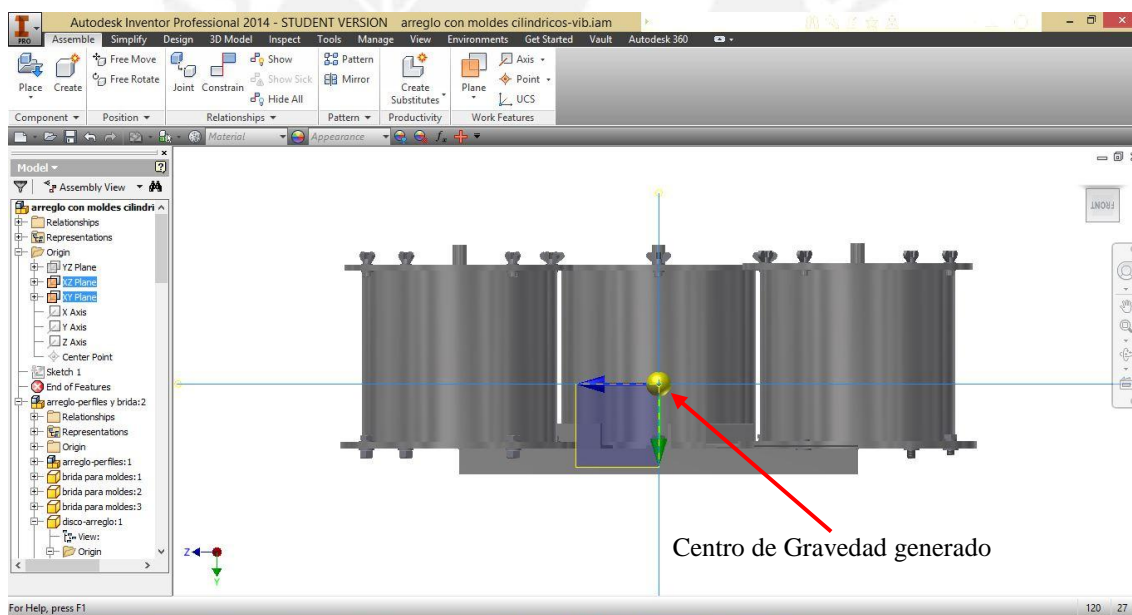 Autodesk Inventor Professional 2014 - STUDENT VERSION arreglo con moldes cilindricos-vib.iam
PRO Assemble Simplify Design 3D Model Inspect Tools Manage View Environments Get Started Vault Autodesk 360
Place
Create
Free Move
Free Rotate
Joint
Constrain
Show
Show Sick
Hide All
Pattern
Mirror
Create Substitutes
Plane
Axis
Point
UCS
Component Position Relationships Pattern Productivity Work Features
Material Appearance
Model
Assembly View
arreglo con moldes cilindri
Relationships
Representations
Origin
YZ Plane
XZ Plane
XY Plane
X Axis
Y Axis
Z Axis
Center Point
Sketch 1
End of Features
arreglo-perfiles y brida:2
Relationships
Representations
Origin
arreglo-perfiles:1
brida para moldes:1
brida para moldes:2
brida para moldes:3
disco-arreglo:1
View:
Origin
FRONT
Z
Y
Centro de Gravedad generado
For Help, press F1
120 27